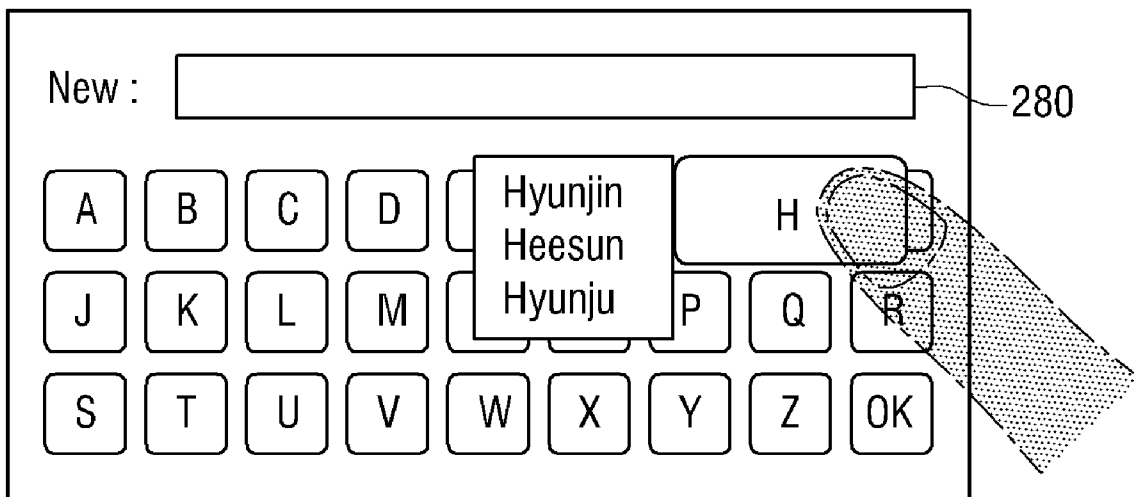 New :
280
A B C D H
Hyunjin
Heesun
Hyunju
J K L M P Q R
S T U V W X Y Z OK